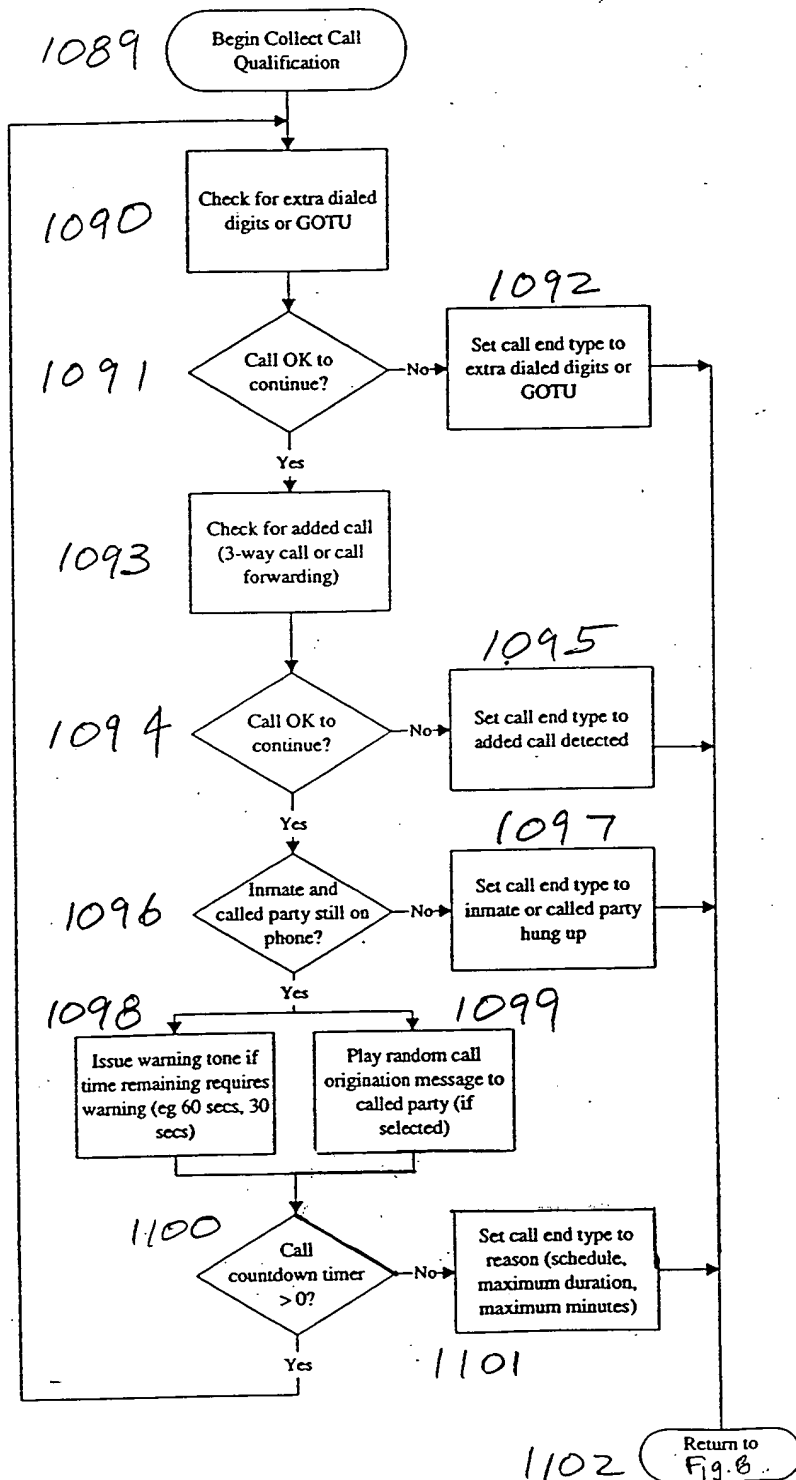 1089
Begin Collect Call
Qualification
1090
Check for extra dialed
digits or GOTU
1091
Call OK to
continue?
No
1092
Set call end type to
extra dialed digits or
GOTU
Yes
1093
Check for added call
(3-way call or call
forwarding)
1094
Call OK to
continue?
No
1095
Set call end type to
added call detected
Yes
1096
Inmate and
called party still on
phone?
No
1097
Set call end type to
inmate or called party
hung up
Yes
1098
Issue warning tone if
time remaining requires
warning (eg 60 secs, 30
secs)
1099
Play random call
origination message to
called party (if
selected)
1100
Call
countdown timer
> 0?
No
Set call end type to
reason (schedule,
maximum duration,
maximum minutes)
1101
Yes
1102
Return to
Fig. 8